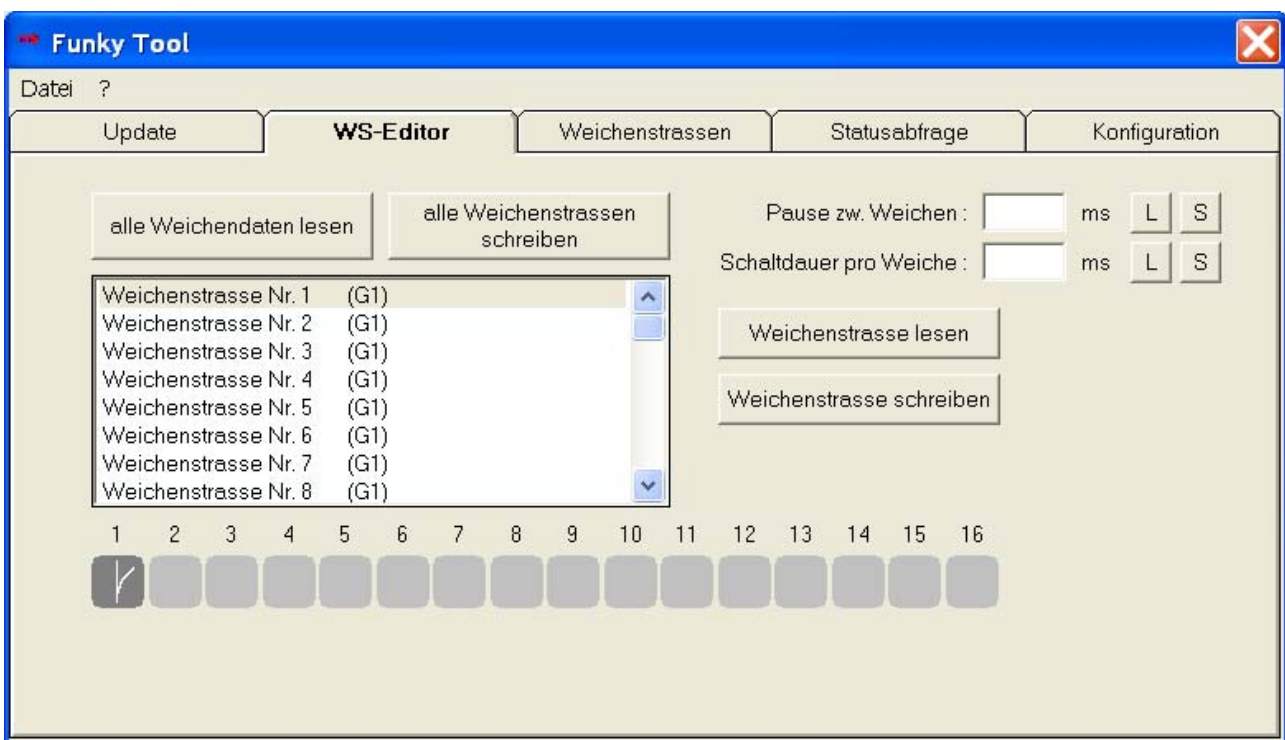 Funky Tool
Datei ?
Update WS-Editor Weichenstrassen Statusabfrage Konfiguration
alle Weichendaten lesen
alle Weichenstrassen
schreiben
Pause zw. Weichen : ms L S
Schaltdauer pro Weiche : ms L S
Weichenstrasse Nr. 1 (G1)
Weichenstrasse Nr. 2 (G1)
Weichenstrasse Nr. 3 (G1)
Weichenstrasse Nr. 4 (G1)
Weichenstrasse Nr. 5 (G1)
Weichenstrasse Nr. 6 (G1)
Weichenstrasse Nr. 7 (G1)
Weichenstrasse Nr. 8 (G1)
Weichenstrasse lesen
Weichenstrasse schreiben
1 2 3 4 5 6 7 8 9 10 11 12 13 14 15 16